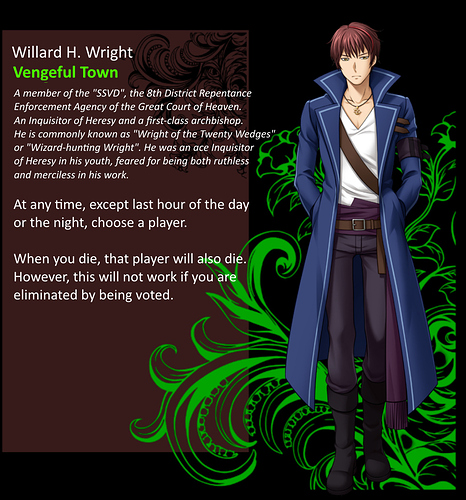 Willard H. Wright
Vengeful Town
A member of the "SSVD", the 8th District Repentance
Enforcement Agency of the Great Court of Heaven.
An Inquisitor of Heresy and a first-class archbishop.
He is commonly known as "Wright of the Twenty Wedges"
or "Wizard-hunting Wright". He was an ace Inquisitor
of Heresy in his youth, feared for being both ruthless
and merciless in his work.
At any time, except last hour of the day
or the night, choose a player.
When you die, that player will also die.
However, this will not work if you are
eliminated by being voted.